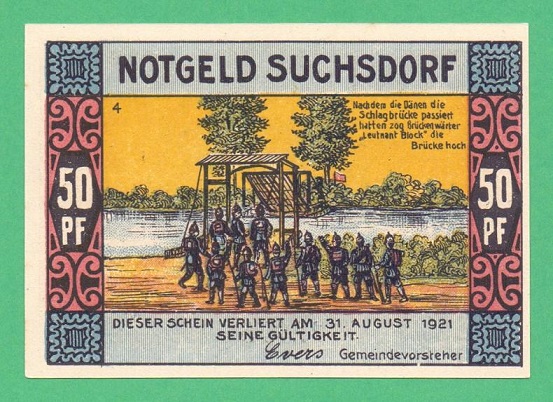 NOTGELD SUCHSDORF
4
Nachdem die Dänen die
Schlagbrücke passiert
hatten zog Brückenwärter
„Leutnant Block" die
Brücke hoch
50
PF
50
PF
DIESER SCHEIN VERLIERT AM 31. AUGUST 1921
SEINE GÜLTIGKEIT.
Evers Gemeindevorsteher